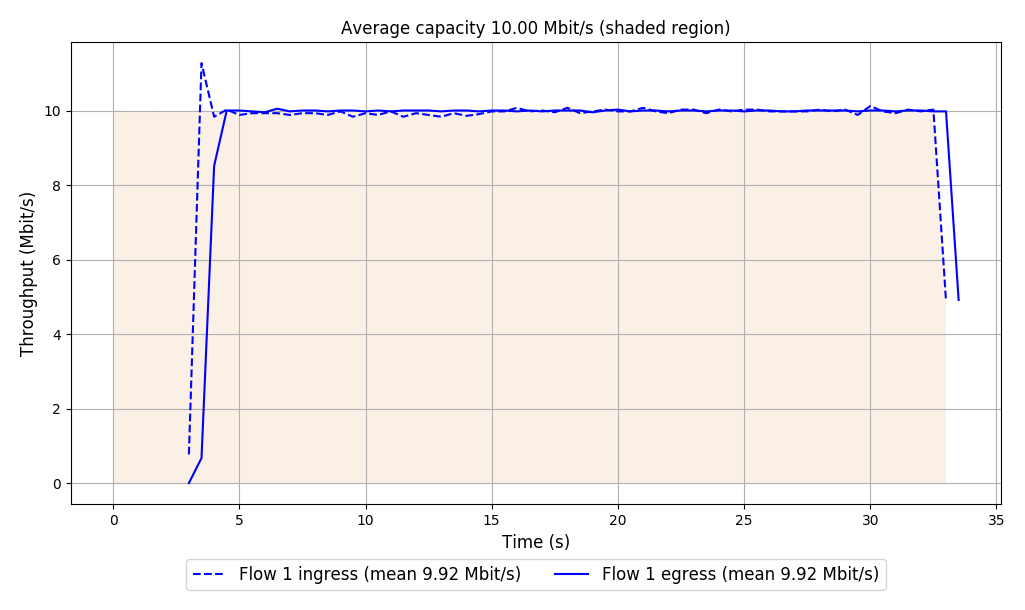 Average capacity 10.00 Mbit/s (shaded region)
Throughput (Mbit/s)
10
8
6
4
2
0
0 5 10 15 20 25 30 35
Time (s)
Flow 1 ingress (mean 9.92 Mbit/s) Flow 1 egress (mean 9.92 Mbit/s)